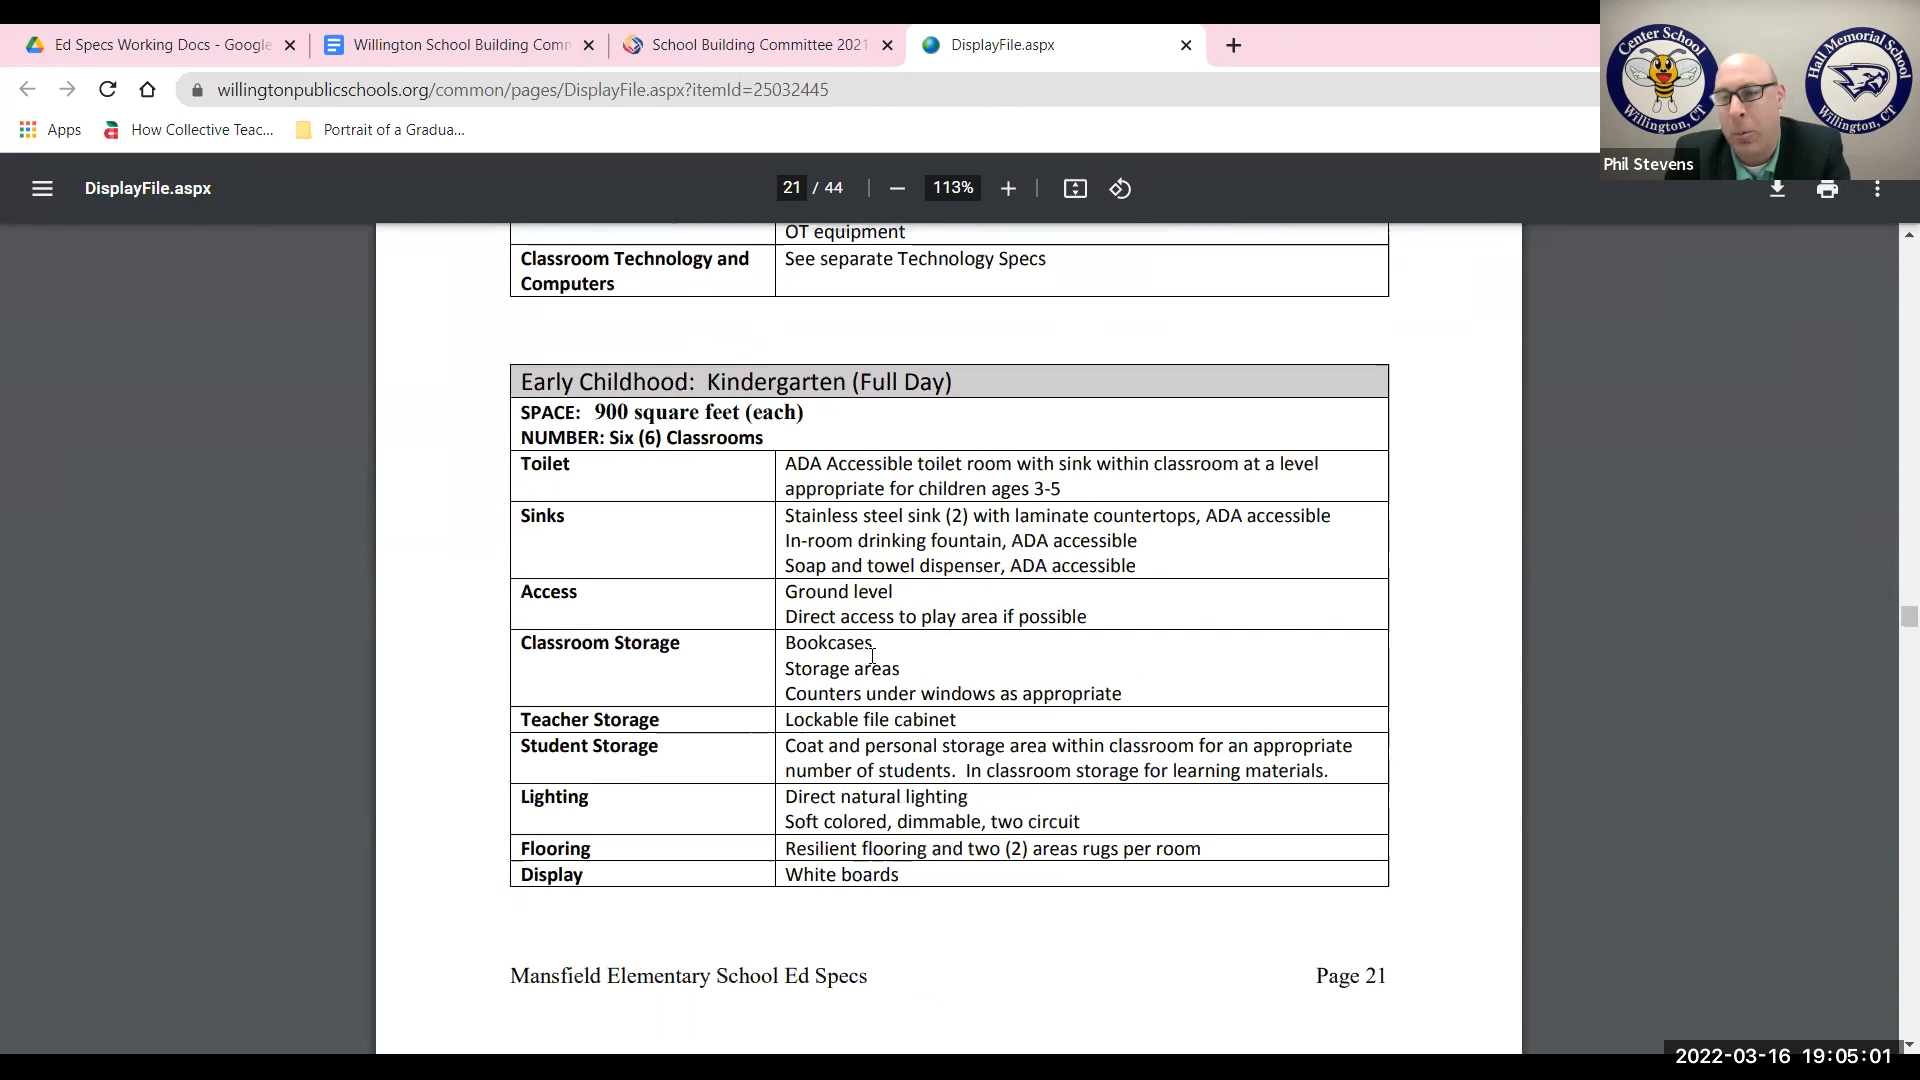 Ed Specs Working Docs - Google
Willington School Building Comm
School Building Committee 2021
DisplayFile.aspx
willingtonpublicschools.org/common/pages/DisplayFile.aspx?itemId=25032445
Apps
How Collective Teac...
Portrait of a Gradua...
Center School
Willington, CT
Hall Memorial School
Willington, CT
Phil Stevens
DisplayFile.aspx
21 / 44
113%
OT equipment
Classroom Technology and
Computers
See separate Technology Specs
Early Childhood: Kindergarten (Full Day)
SPACE: 900 square feet (each)
NUMBER: Six (6) Classrooms
Toilet
ADA Accessible toilet room with sink within classroom at a level
appropriate for children ages 3-5
Sinks
Stainless steel sink (2) with laminate countertops, ADA accessible
In-room drinking fountain, ADA accessible
Soap and towel dispenser, ADA accessible
Access
Ground level
Direct access to play area if possible
Classroom Storage
Bookcases
Storage areas
Counters under windows as appropriate
Teacher Storage
Lockable file cabinet
Student Storage
Coat and personal storage area within classroom for an appropriate
number of students. In classroom storage for learning materials.
Lighting
Direct natural lighting
Soft colored, dimmable, two circuit
Flooring
Resilient flooring and two (2) areas rugs per room
Display
White boards
Mansfield Elementary School Ed Specs
Page 21
2022-03-16 19:05:01